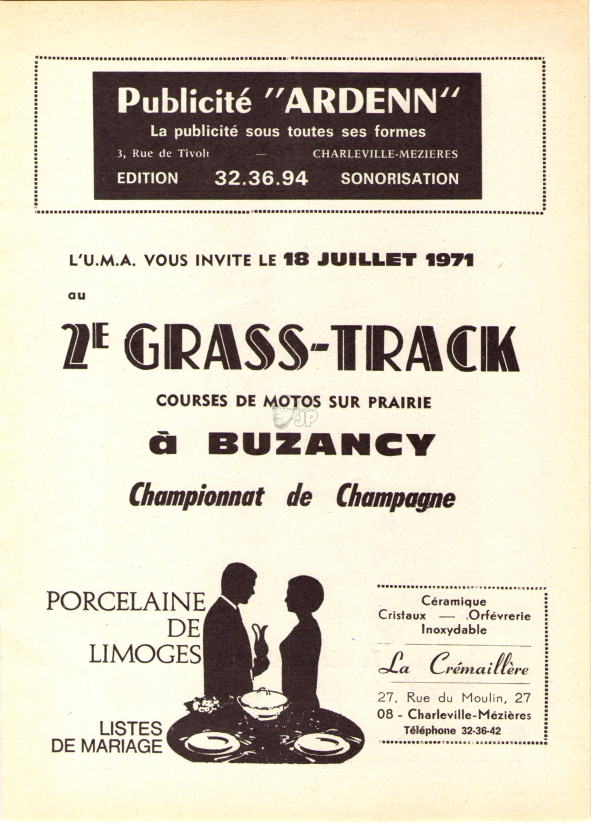 Publicité "ARDENN"
La publicité sous toutes ses formes
3, Rue de Tivoli — CHARLEVILLE-MEZIERES
EDITION 32.36.94 SONORISATION
L'U.M.A. VOUS INVITE LE 18 JUILLET 1971
au
2E GRASS-TRACK
COURSES DE MOTOS SUR PRAIRIE
JP
à BUZANCY
Championnat de Champagne
PORCELAINE
DE
LIMOGES
LISTES
DE MARIAGE
Céramique
Cristaux — Orfévrerie
Inoxydable
La Crémaillère
27, Rue du Moulin, 27
08 - Charleville-Mézières
Téléphone 32-36-42